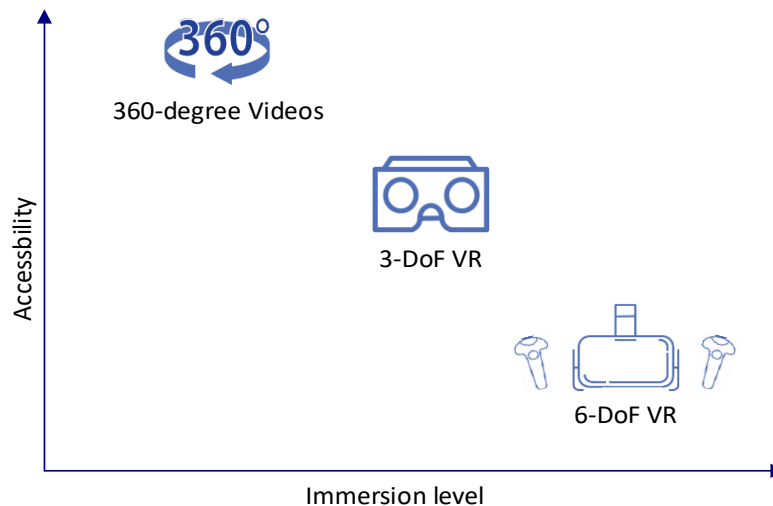 360°
360-degree Videos
3-DoF VR
6-DoF VR
Accessbility
Immersion level